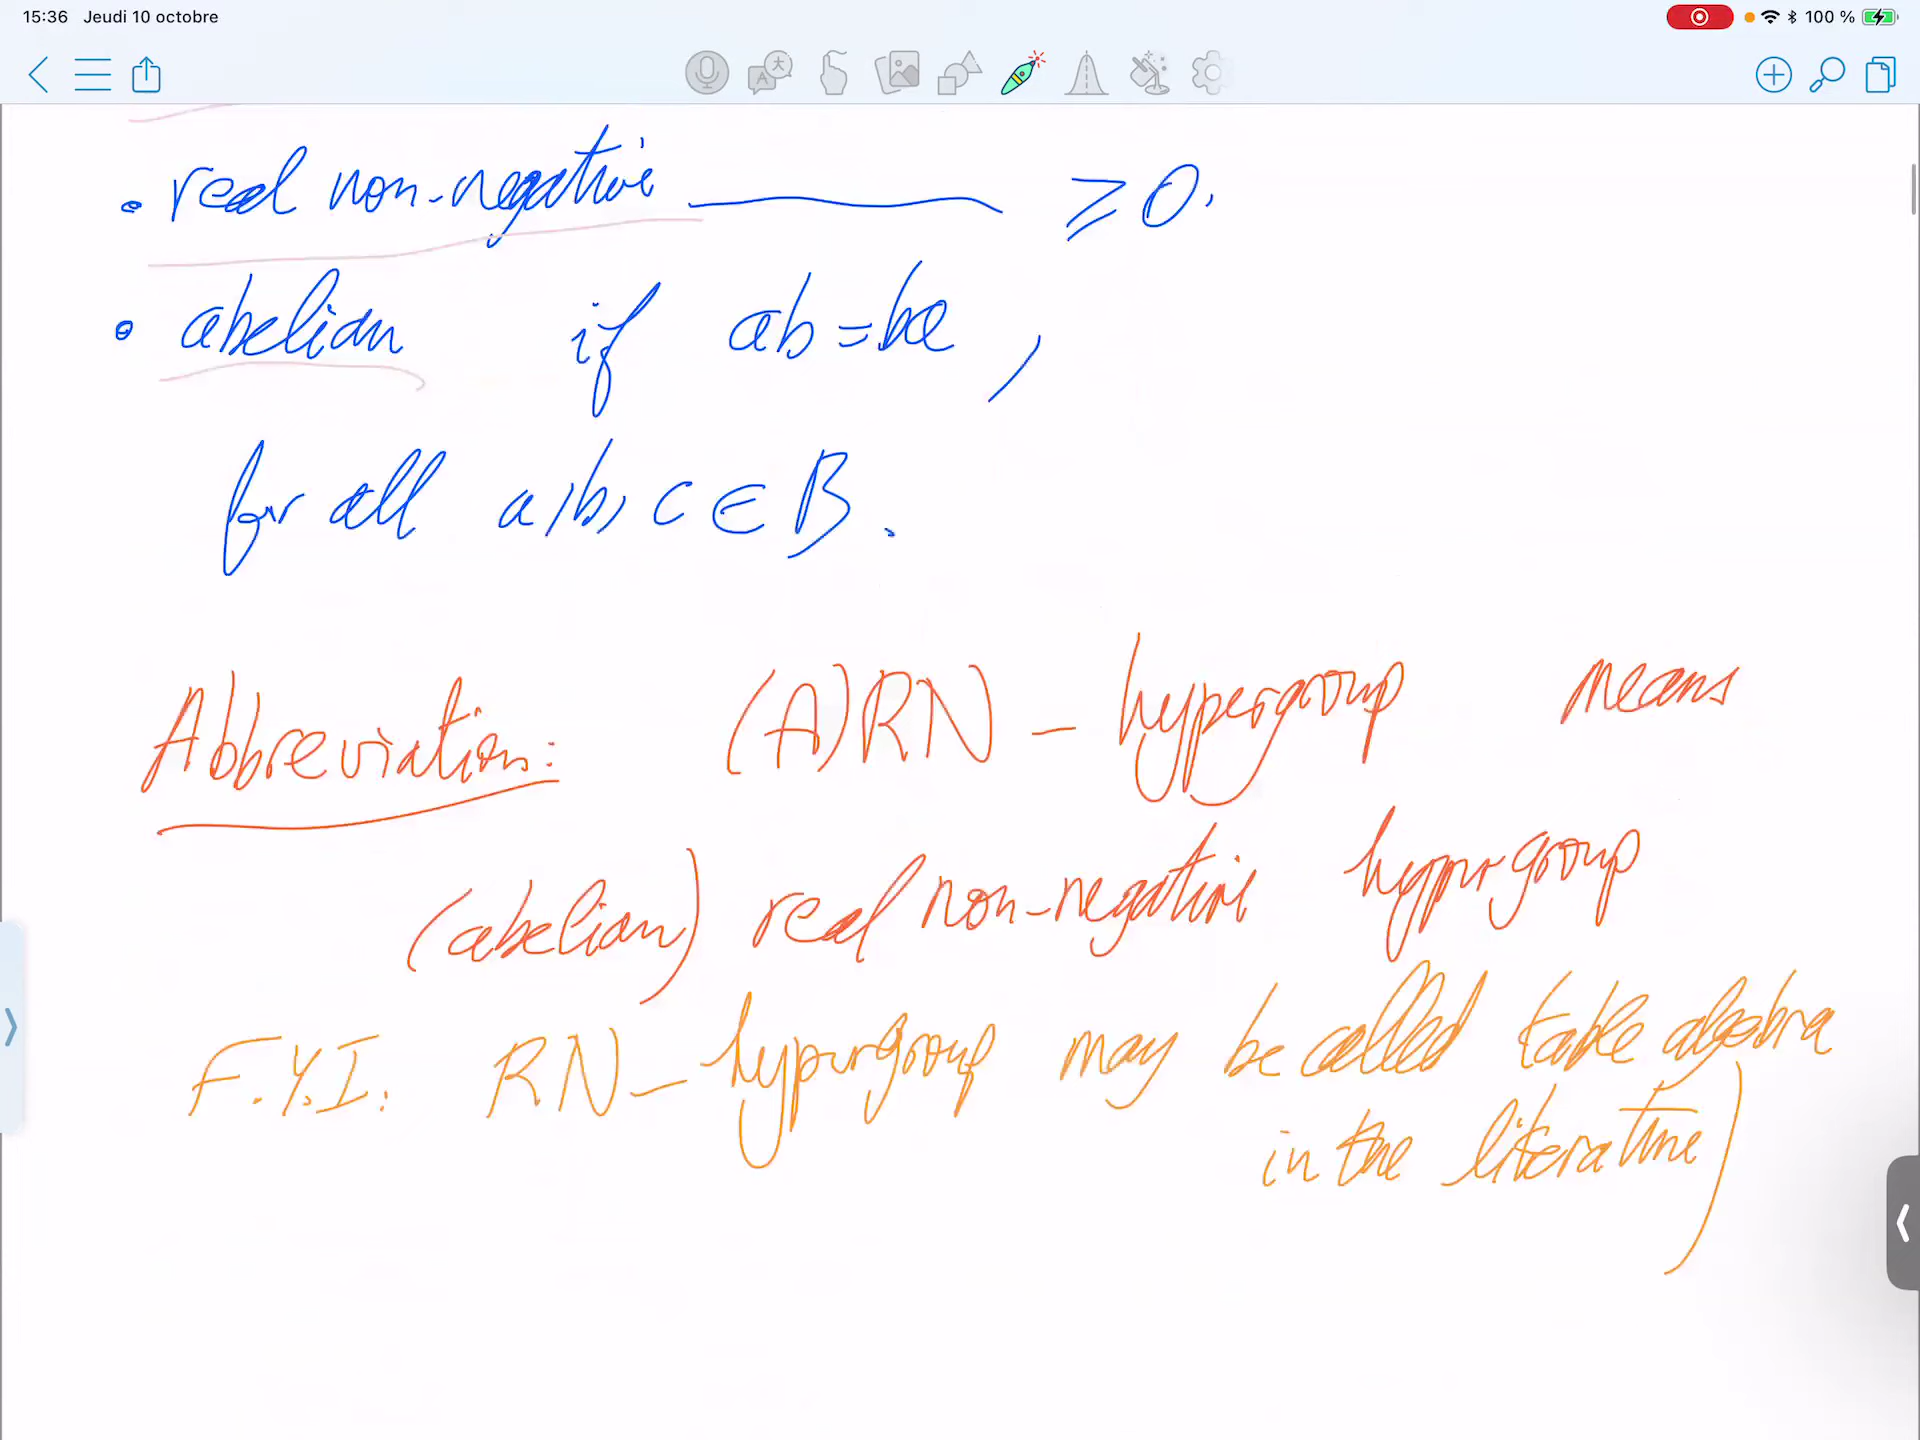 15:36 Jeudi 10 octobre 100 %
• real non-negative ——— ≥ 0.
• abelian if ab = ba,
for all a, b, c ∈ B.
Abbreviation: (A)RN - hypergroup means
(abelian) real non-negative hypergroup
F.Y.I: RN - hypergroup may be called table algebra
in the literature)